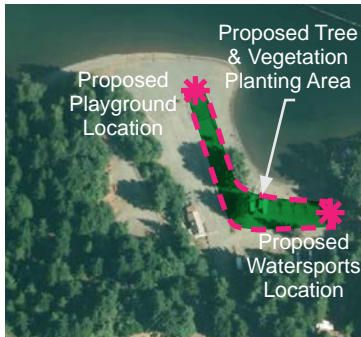 Proposed Tree
& Vegetation
Planting Area
Proposed
Playground
Location
Proposed
Watersports
Location